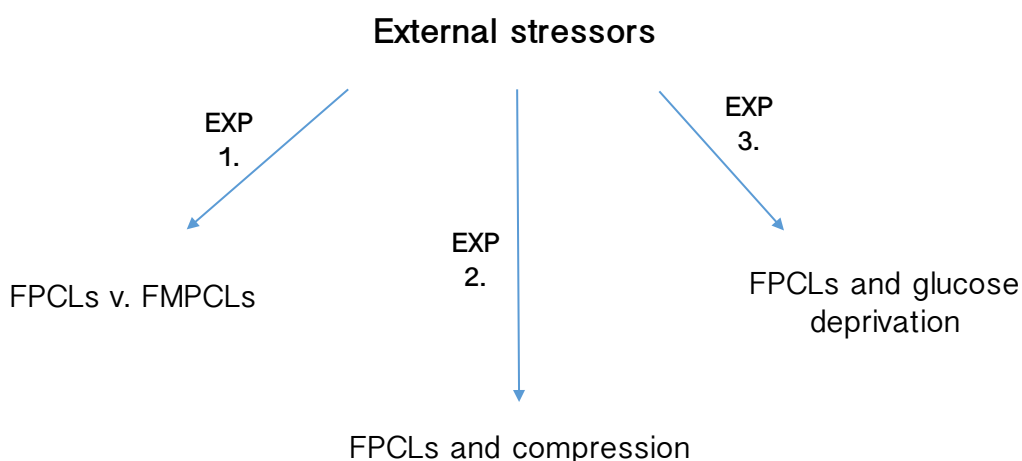 External stressors
EXP
1.
EXP
3.
EXP
2.
FPCLs v. FMPCLs
FPCLs and glucose
deprivation
FPCLs and compression